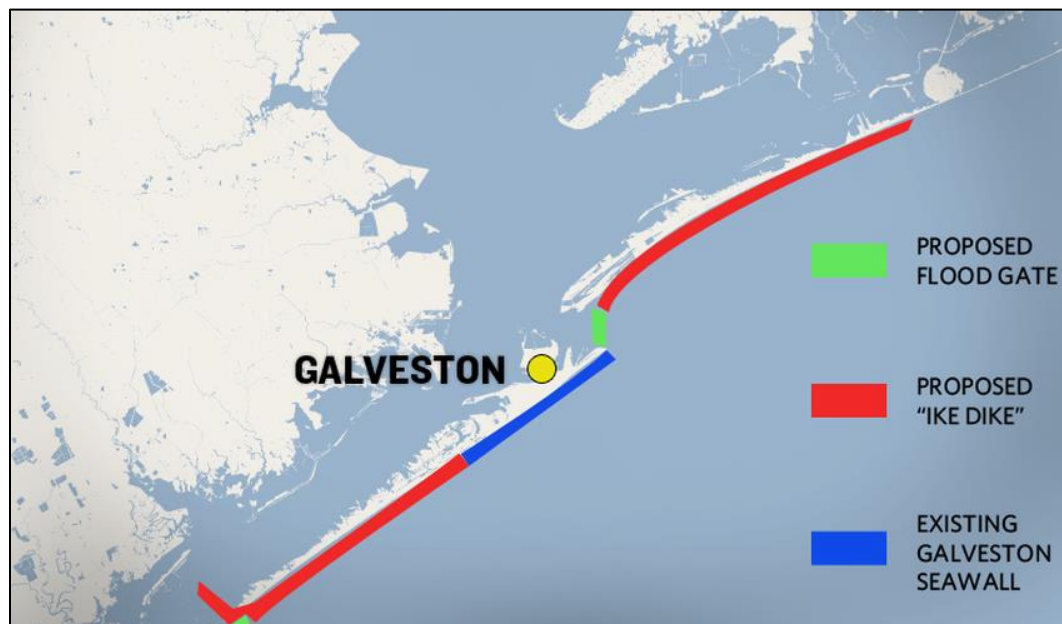 GALVESTON
PROPOSED
FLOOD GATE
PROPOSED
“IKE DIKE”
EXISTING
GALVESTON
SEAWALL